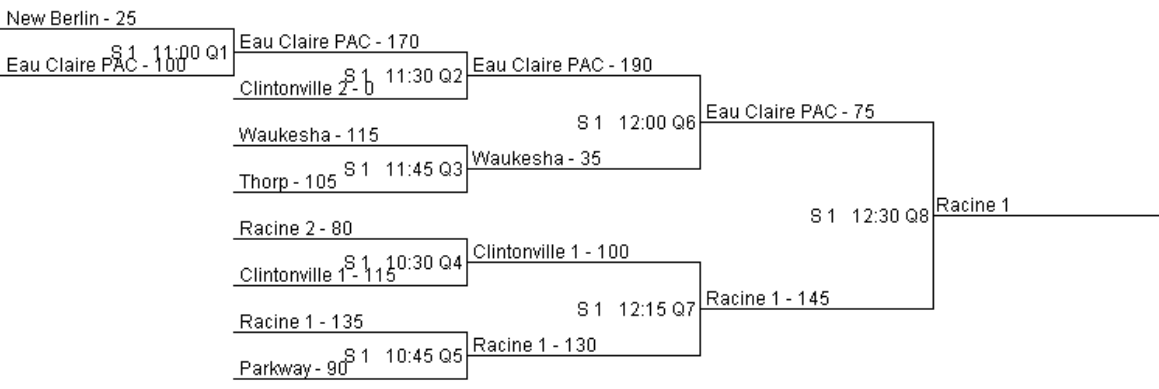 New Berlin - 25
S 1 11:00 Q1
Eau Claire PAC - 100
Eau Claire PAC - 170
S 1 11:30 Q2
Clintonville 2 - 0
Waukesha - 115
S 1 11:45 Q3
Thorp - 105
Racine 2 - 80
S 1 10:30 Q4
Clintonville 1 - 115
Racine 1 - 135
S 1 10:45 Q5
Parkway - 90
Eau Claire PAC - 190
S 1 12:00 Q6
Waukesha - 35
Clintonville 1 - 100
S 1 12:15 Q7
Racine 1 - 130
Eau Claire PAC - 75
S 1 12:30 Q8
Racine 1 - 145
Racine 1